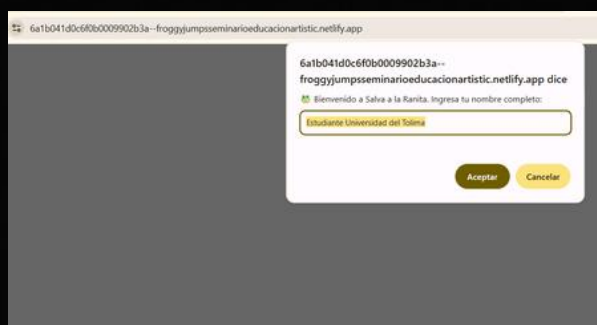 6a1b041d0c6f0b0009902b3a--froggyjumpsseminarioeducacionartistic.netlify.app
6a1b041d0c6f0b0009902b3a--
froggyjumpsseminarioeducacionartistic.netlify.app dice
🐸 Bienvenido a Salva a la Ranita. Ingresa tu nombre completo:
Estudiante Universidad del Tolima
Aceptar
Cancelar